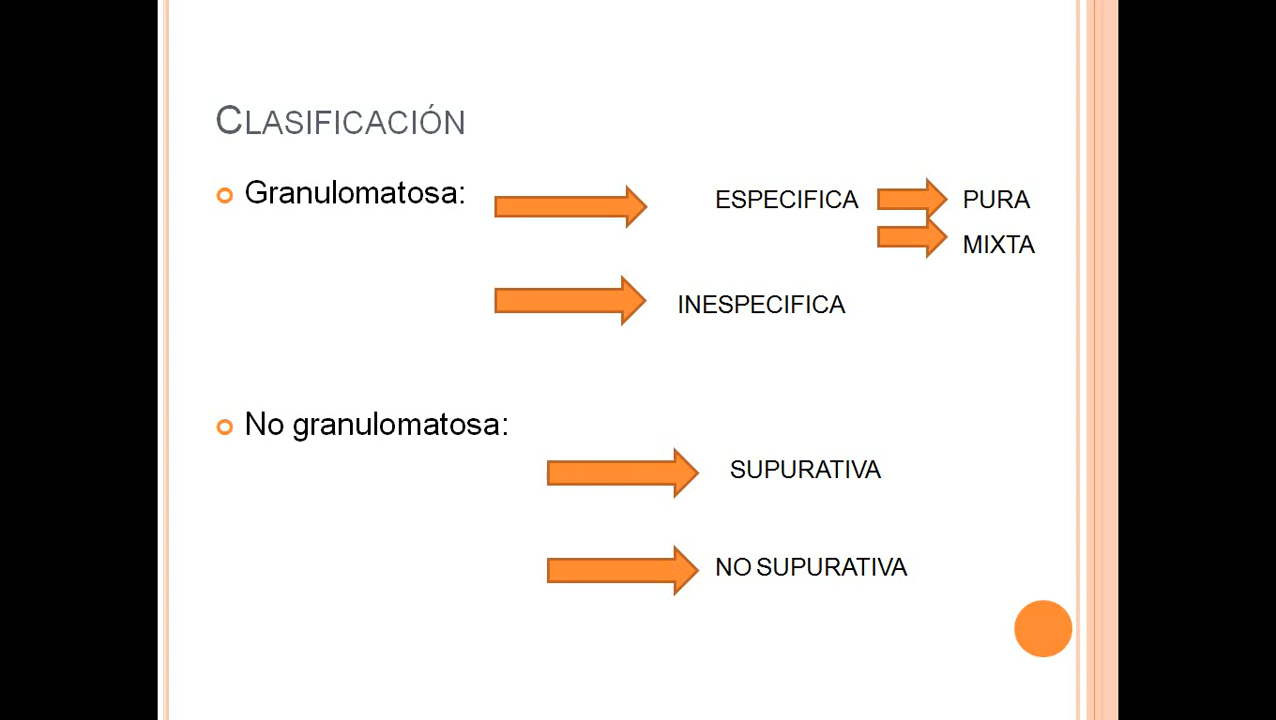 CLASIFICACIÓN
Granulomatosa:
ESPECIFICA
PURA
MIXTA
INESPECIFICA
No granulomatosa:
SUPURATIVA
NO SUPURATIVA